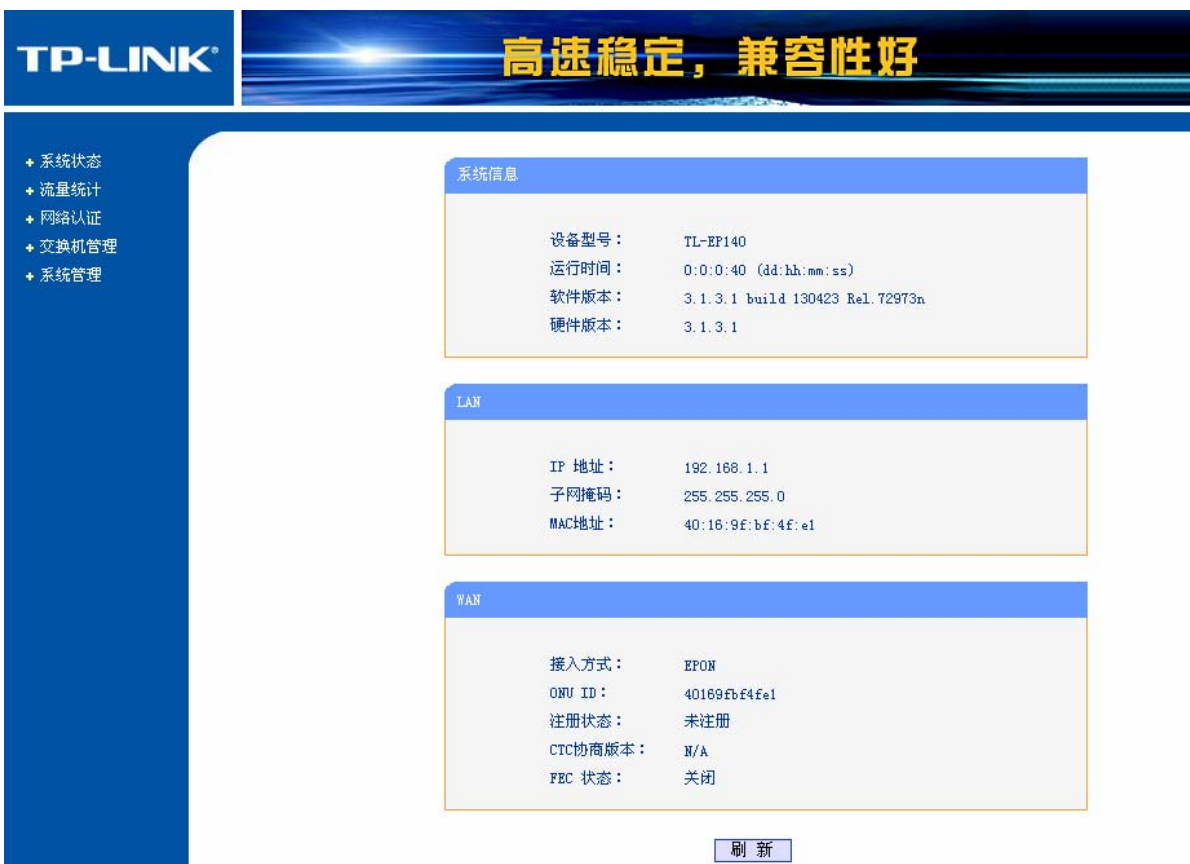 TP-LINK®
高速稳定，兼容性好
系统状态
流量统计
网络认证
交换机管理
系统管理
系统信息
设备型号： TL-EP140
运行时间： 0:0:0:40 (dd:hh:mm:ss)
软件版本： 3.1.3.1 build 130423 Rel.72973n
硬件版本： 3.1.3.1
LAN
IP 地址： 192.168.1.1
子网掩码： 255.255.255.0
MAC地址： 40:16:9f:bf:4f:e1
WAN
接入方式： EPON
ONU ID： 40169fbf4fe1
注册状态： 未注册
CTC协商版本： N/A
FEC 状态： 关闭
刷 新